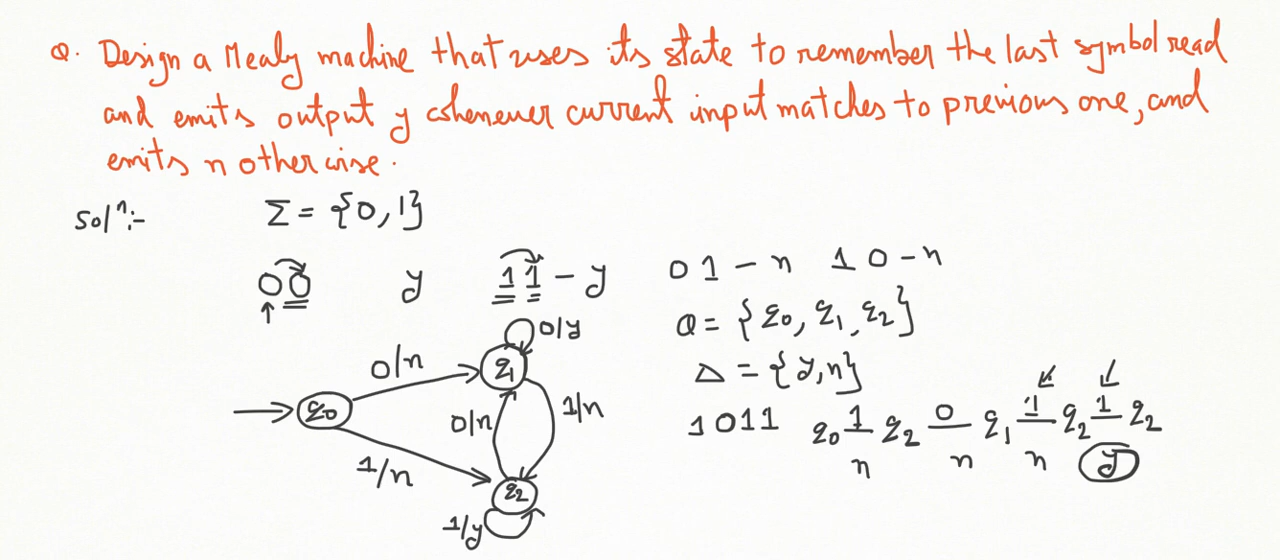 Q. Design a Mealy machine that uses its state to remember the last symbol read
and emits output y whenever current input matches to previous one, and
emits n otherwise.
Solⁿ:- Σ = {0,1}
00 y 11 - y 01 - n 10 - n
Q = {q0, q1, q2}
0/y
Δ = {y,n}
0/n q1
q0 0/n 1/n
1011 q0 1 q2 0 q1 1 q2 1 q2
n n n y
1/n
q2
1/y